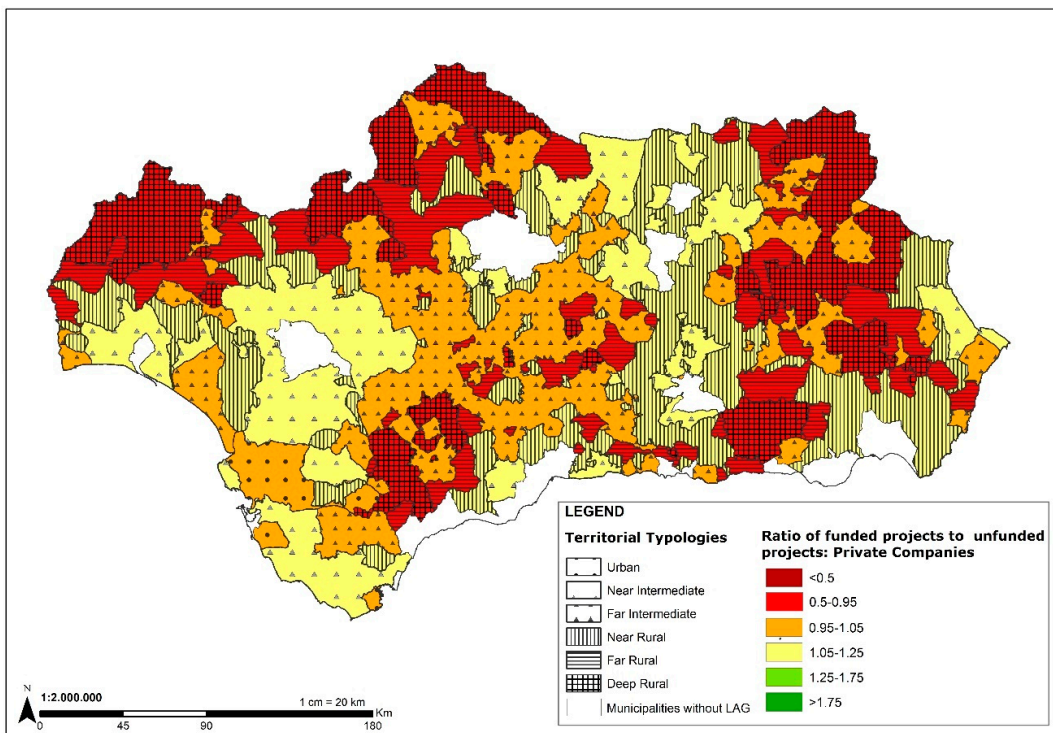 LEGEND
Territorial Typologies
Urban
Near Intermediate
Far Intermediate
Near Rural
Far Rural
Deep Rural
Municipalities without LAG
Ratio of funded projects to unfunded
projects: Private Companies
<0.5
0.5-0.95
0.95-1.05
1.05-1.25
1.25-1.75
>1.75
N
1:2.000.000
1 cm = 20 km
Km
0 45 90 180